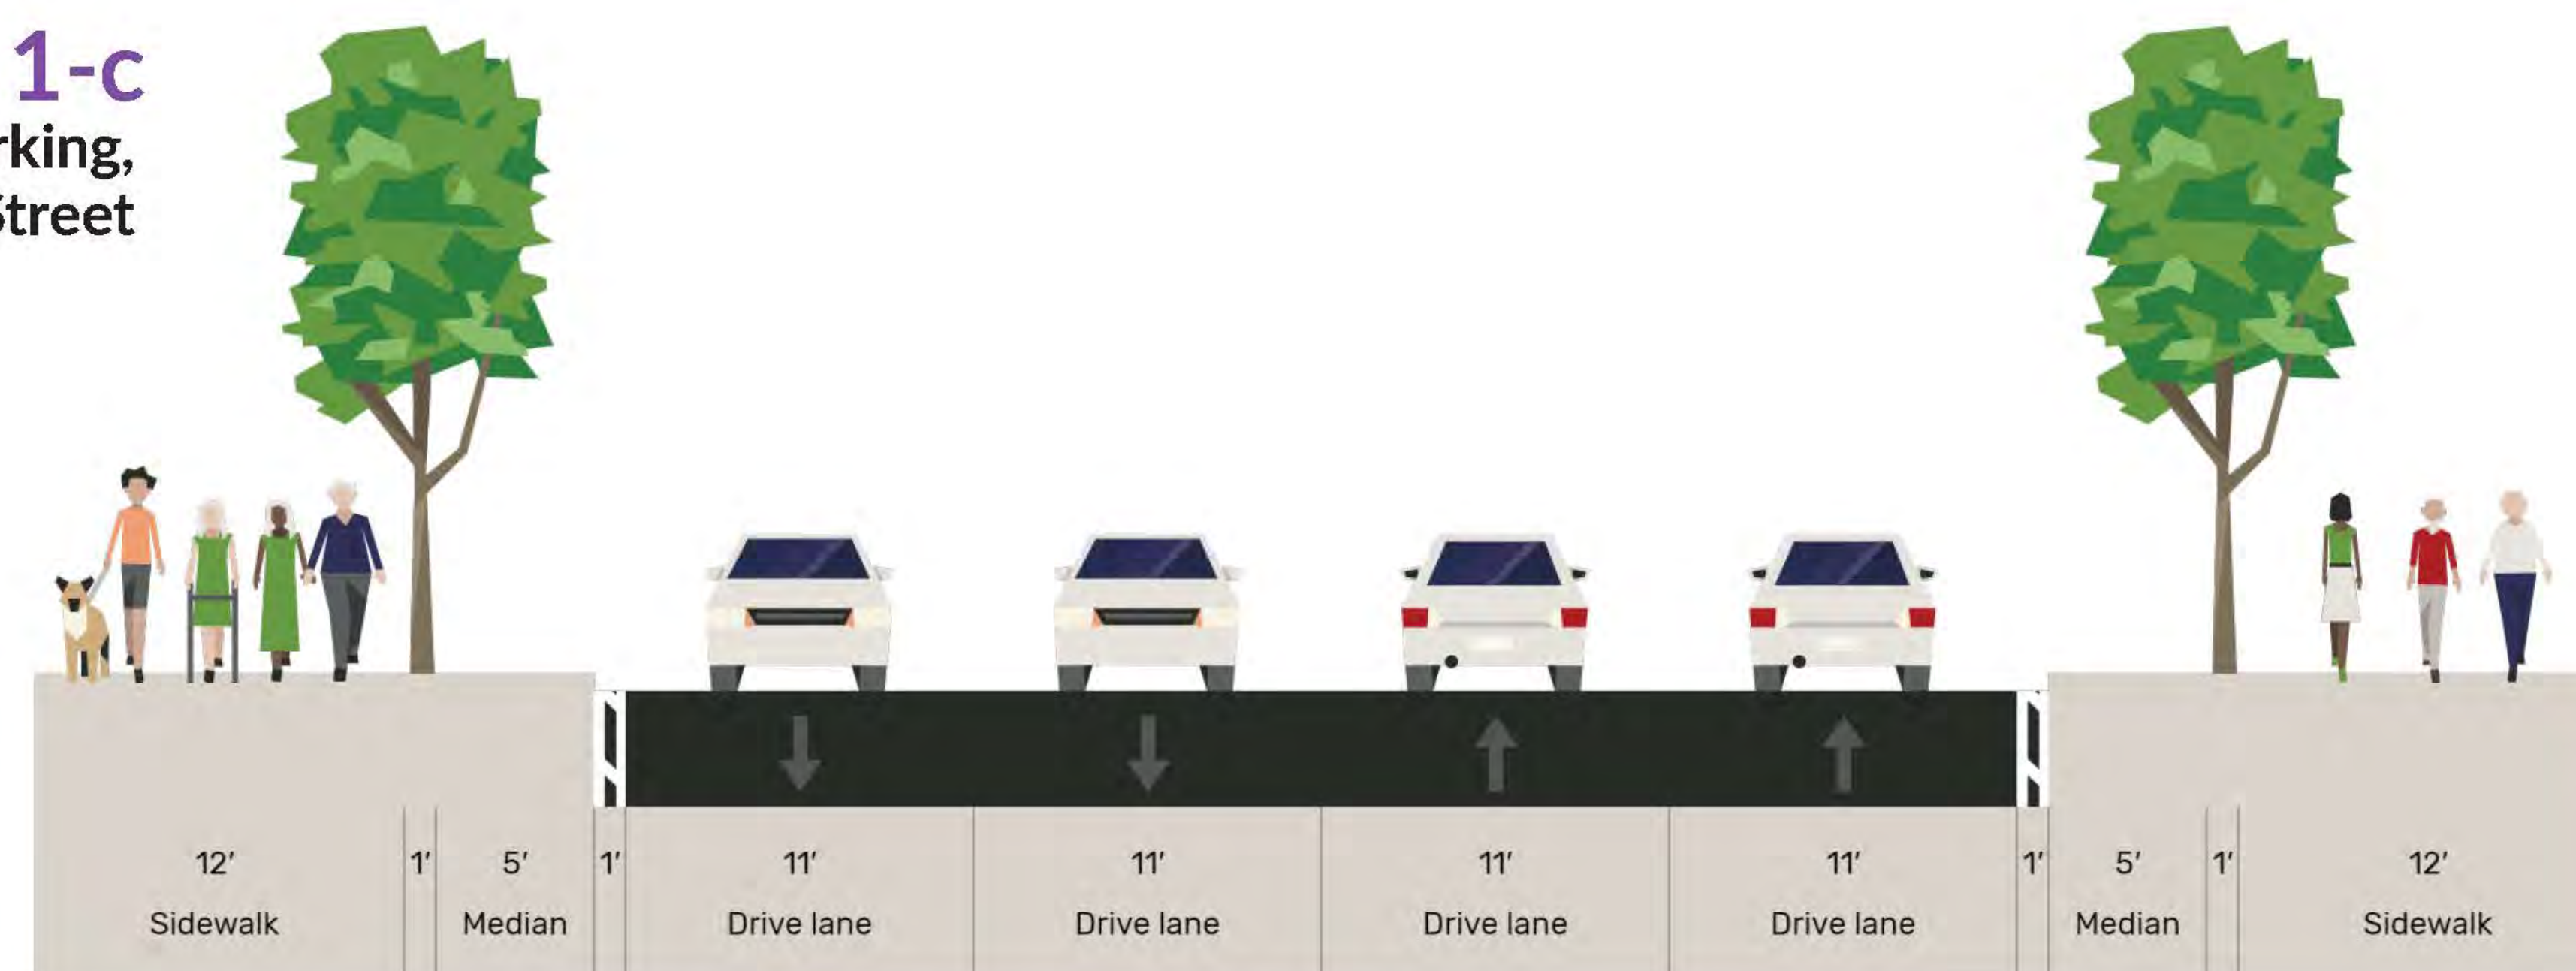 1-c
rking,
Street
12′ 1′ 5′ 1′ 11′ 11′ 11′ 11′ 1′ 5′ 1′ 12′
Sidewalk Median Drive lane Drive lane Drive lane Drive lane Median Sidewalk